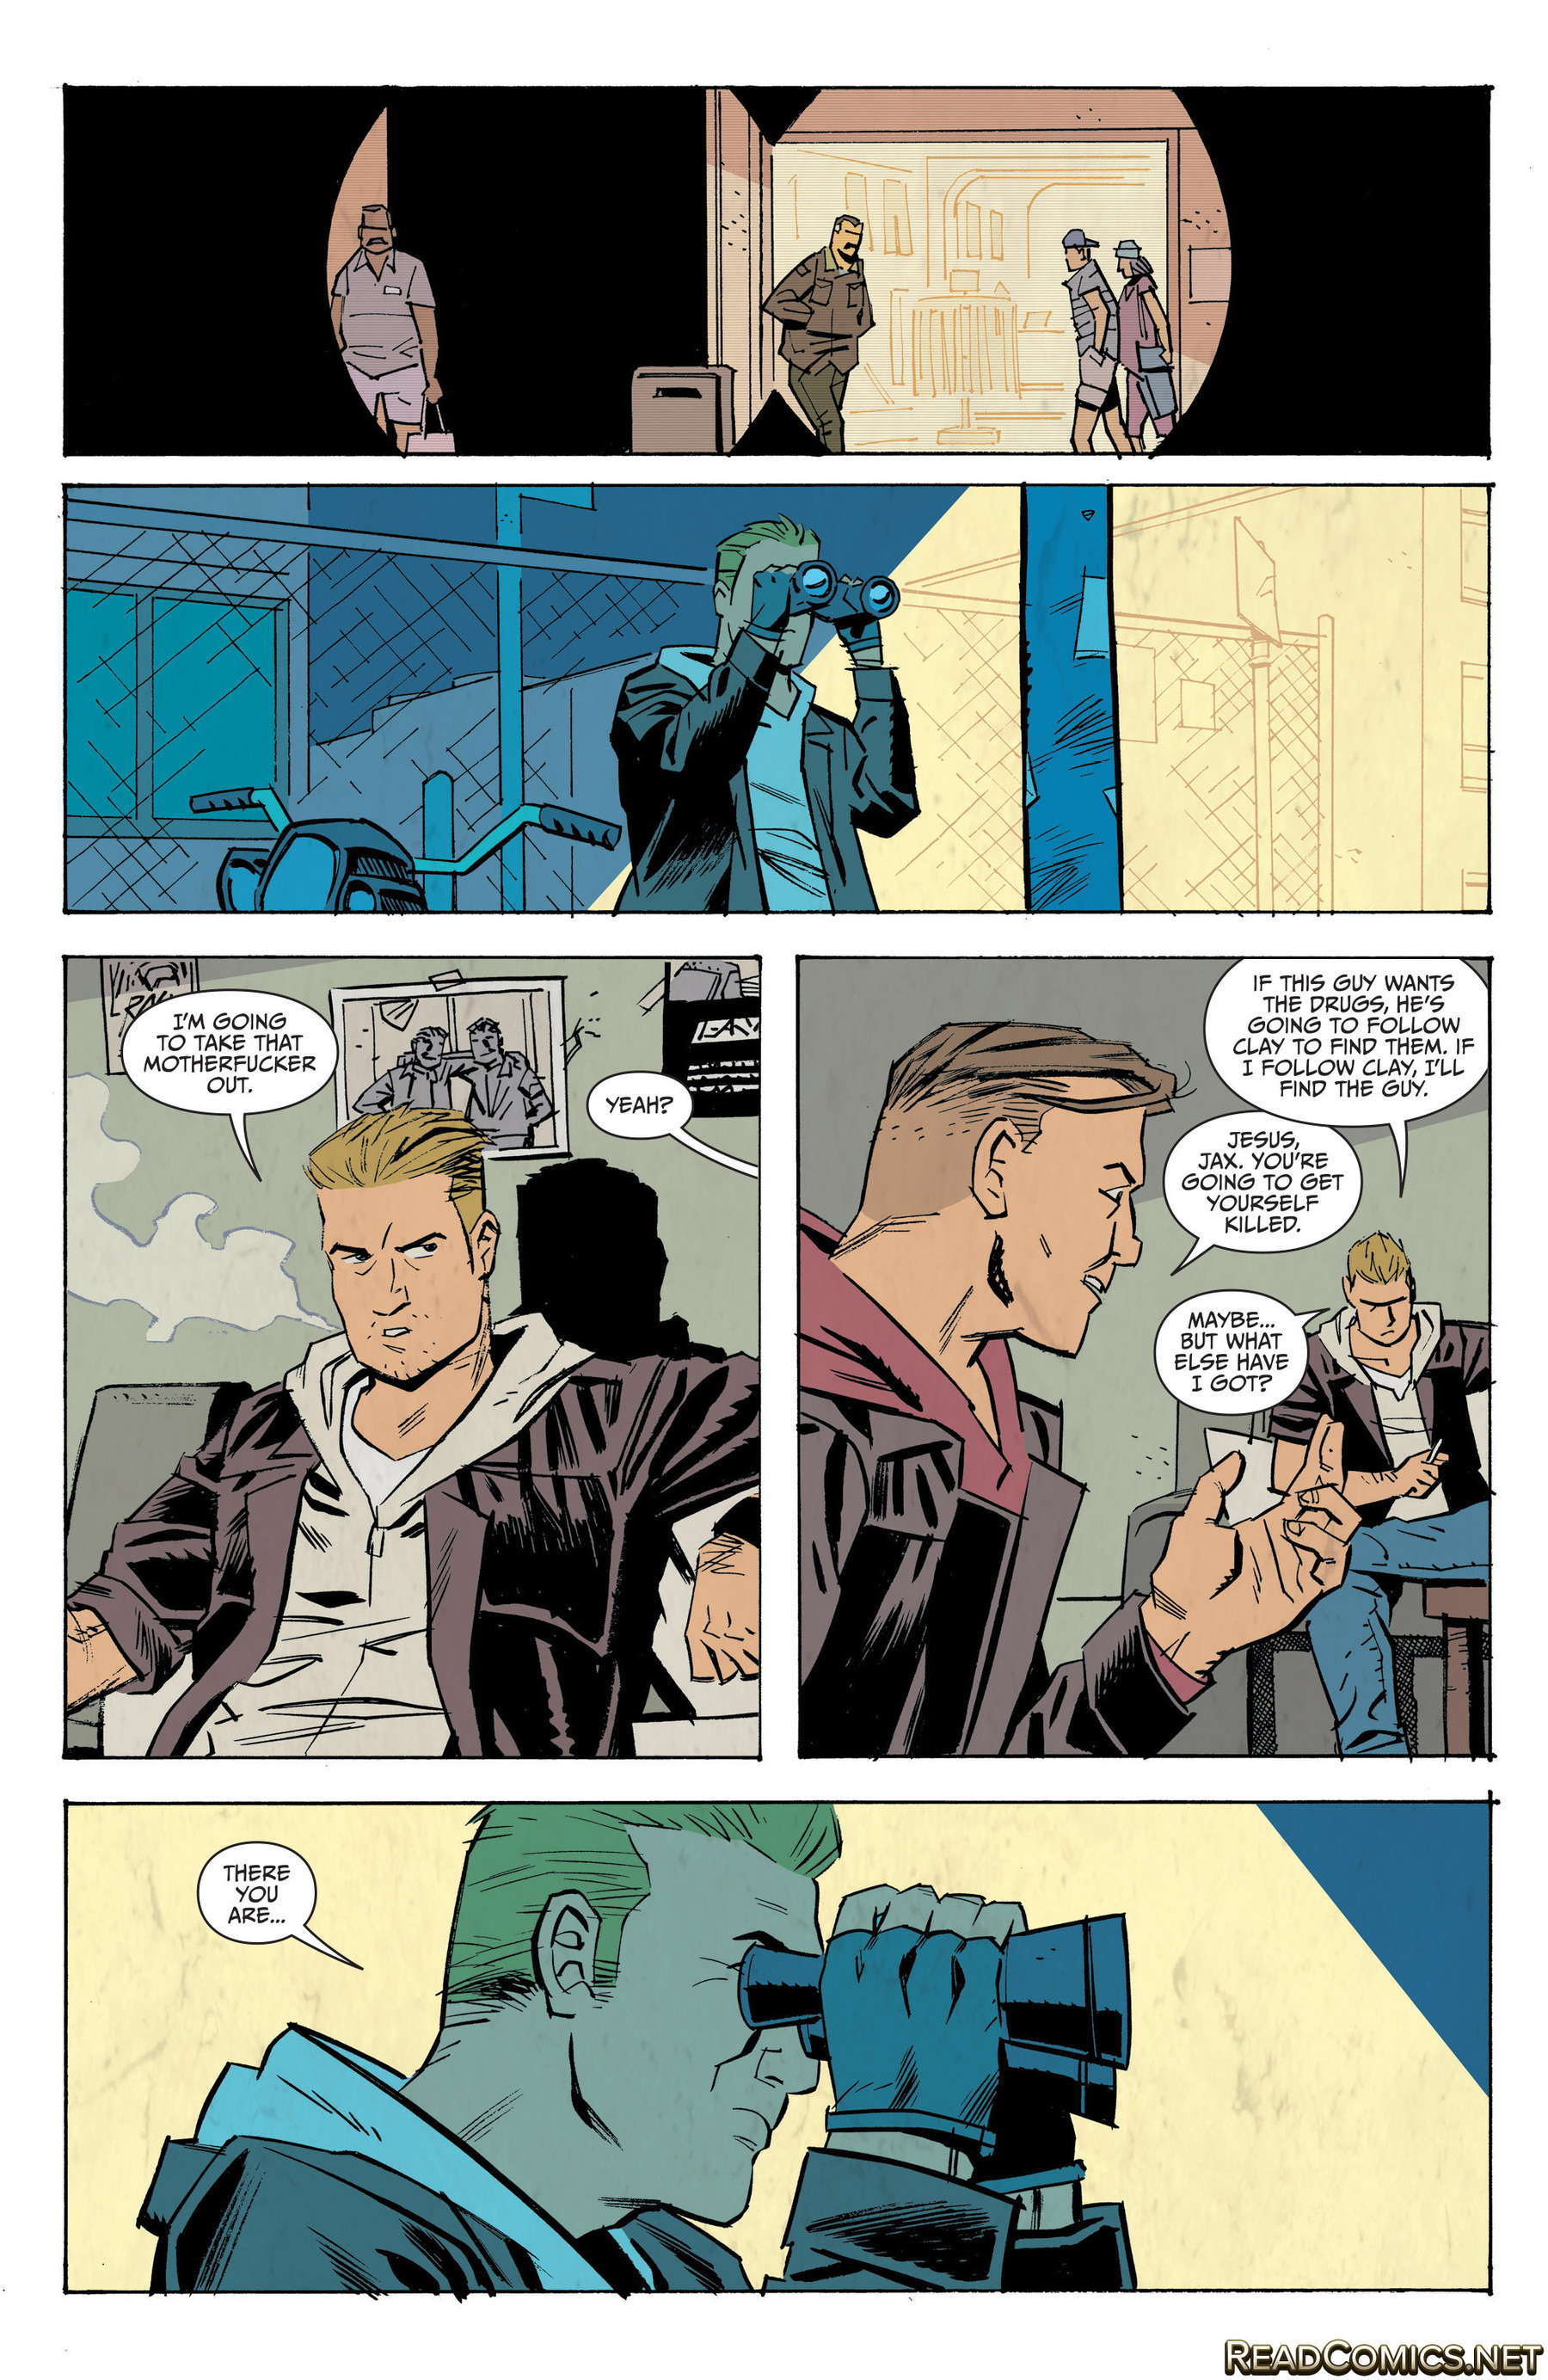 I'M GOING
TO TAKE THAT
MOTHERFUCKER
OUT.
YEAH?
IF THIS GUY WANTS
THE DRUGS, HE'S
GOING TO FOLLOW
CLAY TO FIND THEM. IF
I FOLLOW CLAY, I'LL
FIND THE GUY.
JESUS,
JAX. YOU'RE
GOING TO GET
YOURSELF
KILLED.
MAYBE...
BUT WHAT
ELSE HAVE
I GOT?
THERE
YOU
ARE...
READCOMICS.NET